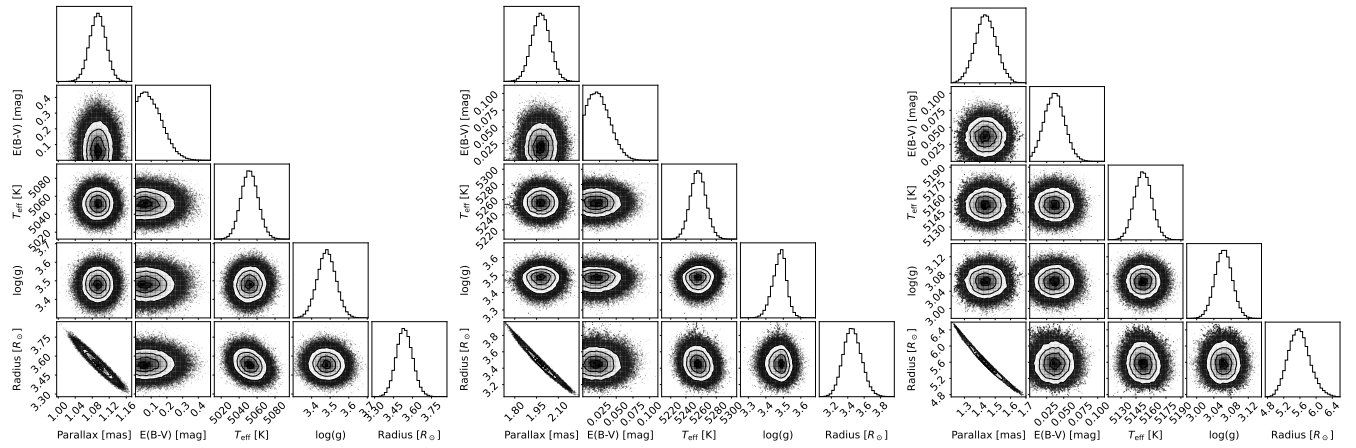 E(B-V) [mag]
0.4
0.3
0.2
0.1
T_eff [K]
5080
5060
5040
5020
log(g)
3.6
3.5
3.4
Radius [R_⊙]
3.75
3.60
3.45
3.30
1.00 1.04 1.08 1.12 1.16
Parallax [mas]
0.1 0.2 0.3 0.4
E(B-V) [mag]
5020 5040 5060 5080
T_eff [K]
3.4 3.5 3.6
log(g)
3.30 3.45 3.60 3.75
Radius [R_⊙]
E(B-V) [mag]
0.100
0.075
0.050
0.025
T_eff [K]
5300
5280
5260
5240
5220
log(g)
3.6
3.5
3.4
3.3
Radius [R_⊙]
3.8
3.6
3.4
3.2
1.80 1.95 2.10
Parallax [mas]
0.025 0.050 0.075 0.100
E(B-V) [mag]
5220 5240 5260 5280 5300
T_eff [K]
3.3 3.4 3.5 3.6
log(g)
3.2 3.4 3.6 3.8
Radius [R_⊙]
E(B-V) [mag]
0.100
0.075
0.050
0.025
T_eff [K]
5190
5175
5160
5145
5130
log(g)
3.12
3.08
3.04
3.00
Radius [R_⊙]
6.4
6.0
5.6
5.2
4.8
1.3 1.4 1.5 1.6 1.7
Parallax [mas]
0.025 0.050 0.075 0.100
E(B-V) [mag]
5130 5145 5160 5175 5190
T_eff [K]
3.00 3.04 3.08 3.12
log(g)
4.8 5.2 5.6 6.0 6.4
Radius [R_⊙]